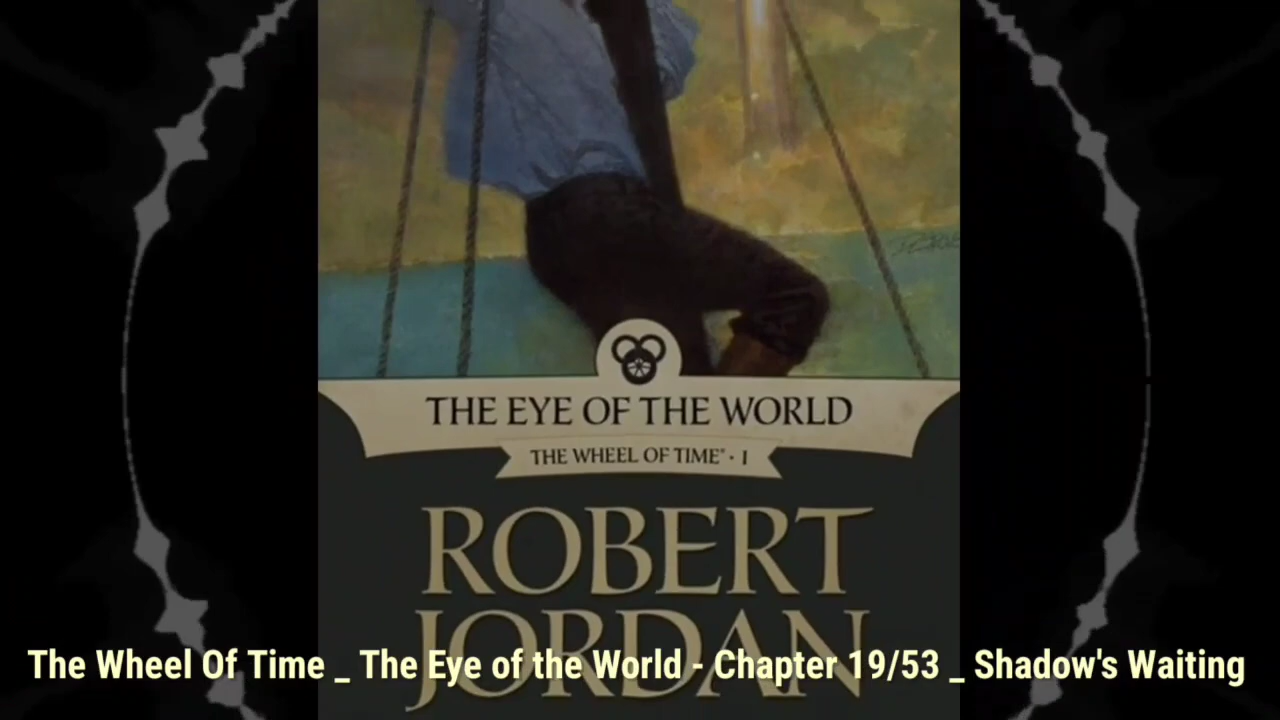 THE EYE OF THE WORLD
THE WHEEL OF TIME® · 1
ROBERT
JORDAN
The Wheel Of Time _ The Eye of the World - Chapter 19/53 _ Shadow's Waiting